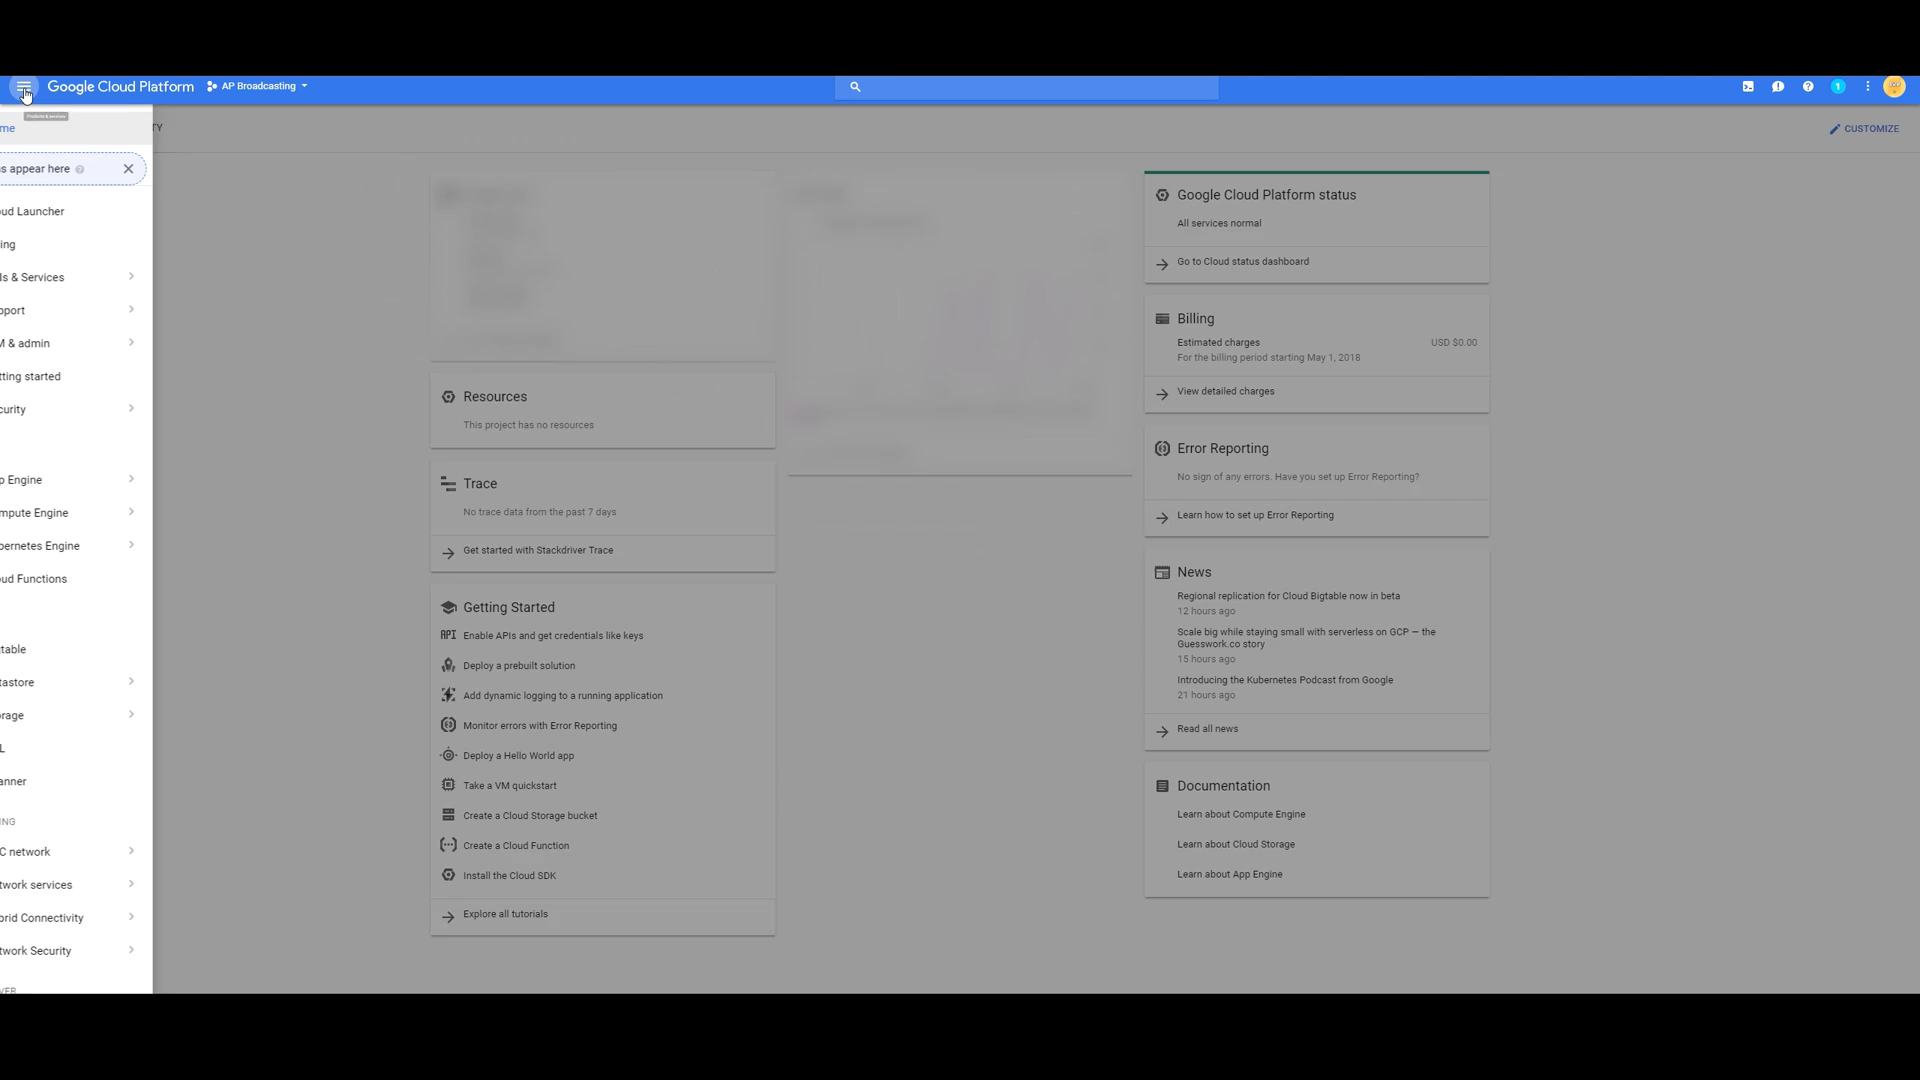 Google Cloud Platform
AP Broadcasting
1
Products & services
me
TY
CUSTOMIZE
s appear here
ud Launcher
ing
Is & Services
pport
M & admin
tting started
curity
p Engine
mpute Engine
bernetes Engine
ud Functions
table
tastore
rage
L
anner
ING
C network
twork services
brid Connectivity
twork Security
VER
Resources
This project has no resources
Trace
No trace data from the past 7 days
Get started with Stackdriver Trace
Getting Started
API Enable APIs and get credentials like keys
Deploy a prebuilt solution
Add dynamic logging to a running application
Monitor errors with Error Reporting
Deploy a Hello World app
Take a VM quickstart
Create a Cloud Storage bucket
Create a Cloud Function
Install the Cloud SDK
Explore all tutorials
Google Cloud Platform status
All services normal
Go to Cloud status dashboard
Billing
Estimated charges USD $0.00
For the billing period starting May 1, 2018
View detailed charges
Error Reporting
No sign of any errors. Have you set up Error Reporting?
Learn how to set up Error Reporting
News
Regional replication for Cloud Bigtable now in beta
12 hours ago
Scale big while staying small with serverless on GCP — the
Guesswork.co story
15 hours ago
Introducing the Kubernetes Podcast from Google
21 hours ago
Read all news
Documentation
Learn about Compute Engine
Learn about Cloud Storage
Learn about App Engine